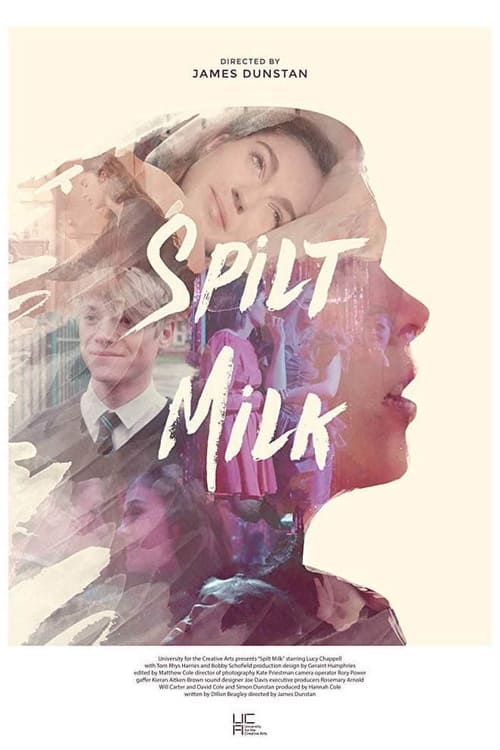 DIRECTED BY
JAMES DUNSTAN
SPiLT
MiLK
University for the Creative Arts presents "Spilt Milk" starring Lucy Chappell
with Tom Rhys Harries and Bobby Schofield production design by Geraint Humphries
edited by Matthew Cole director of photography Kate Priestman camera operator Rory Power
gaffer Kieran Aitken Brown sound designer Joe Davis executive producers Rosemary Arnold
Will Carter and David Cole and Simon Dunstan produced by Hannah Cole
written by Dillon Beagley directed by James Dunstan
UCA
University
for the
Creative Arts